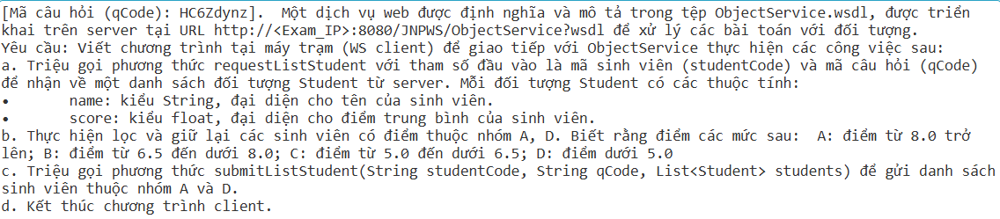 [Mã câu hỏi (qCode): HC6Zdynz].  Một dịch vụ web được định nghĩa và mô tả trong tệp ObjectService.wsdl, được triển
khai trên server tại URL http://<Exam_IP>:8080/JNPWS/ObjectService?wsdl để xử lý các bài toán với đối tượng.
Yêu cầu: Viết chương trình tại máy trạm (WS client) để giao tiếp với ObjectService thực hiện các công việc sau:
a. Triệu gọi phương thức requestListStudent với tham số đầu vào là mã sinh viên (studentCode) và mã câu hỏi (qCode)
để nhận về một danh sách đối tượng Student từ server. Mỗi đối tượng Student có các thuộc tính:
•	name: kiểu String, đại diện cho tên của sinh viên.
•	score: kiểu float, đại diện cho điểm trung bình của sinh viên.
b. Thực hiện lọc và giữ lại các sinh viên có điểm thuộc nhóm A, D. Biết rằng điểm các mức sau:  A: điểm từ 8.0 trở
lên; B: điểm từ 6.5 đến dưới 8.0; C: điểm từ 5.0 đến dưới 6.5; D: điểm dưới 5.0
c. Triệu gọi phương thức submitListStudent(String studentCode, String qCode, List<Student> students) để gửi danh sách
sinh viên thuộc nhóm A và D.
d. Kết thúc chương trình client.